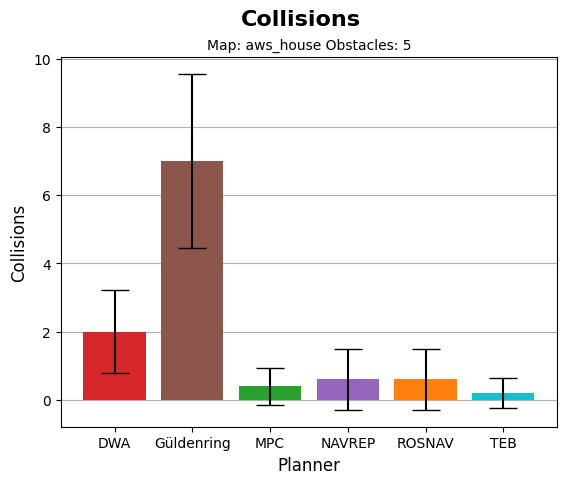 Collisions
Map: aws_house Obstacles: 5
10
8
6
4
2
0
Collisions
DWA Güldenring MPC NAVREP ROSNAV TEB
Planner